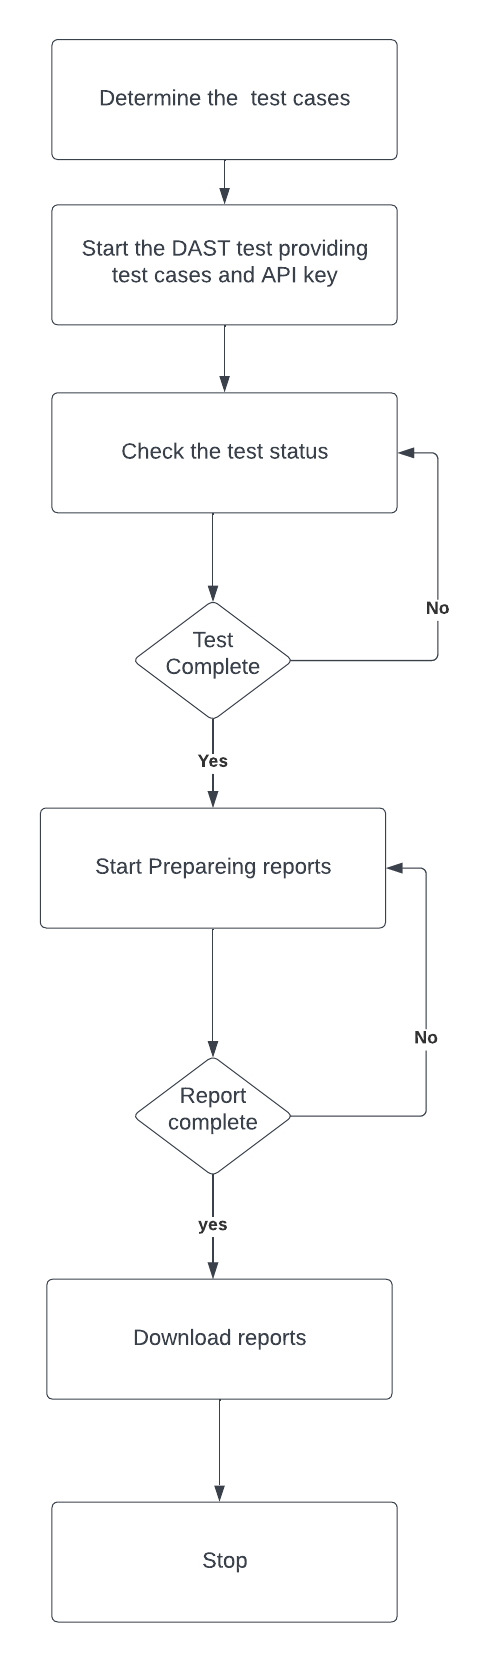 Determine the  test cases
Start the DAST test providing
test cases and API key
Check the test status
Test
Complete
No
Yes
Start Prepareing reports
Report
complete
No
yes
Download reports
Stop